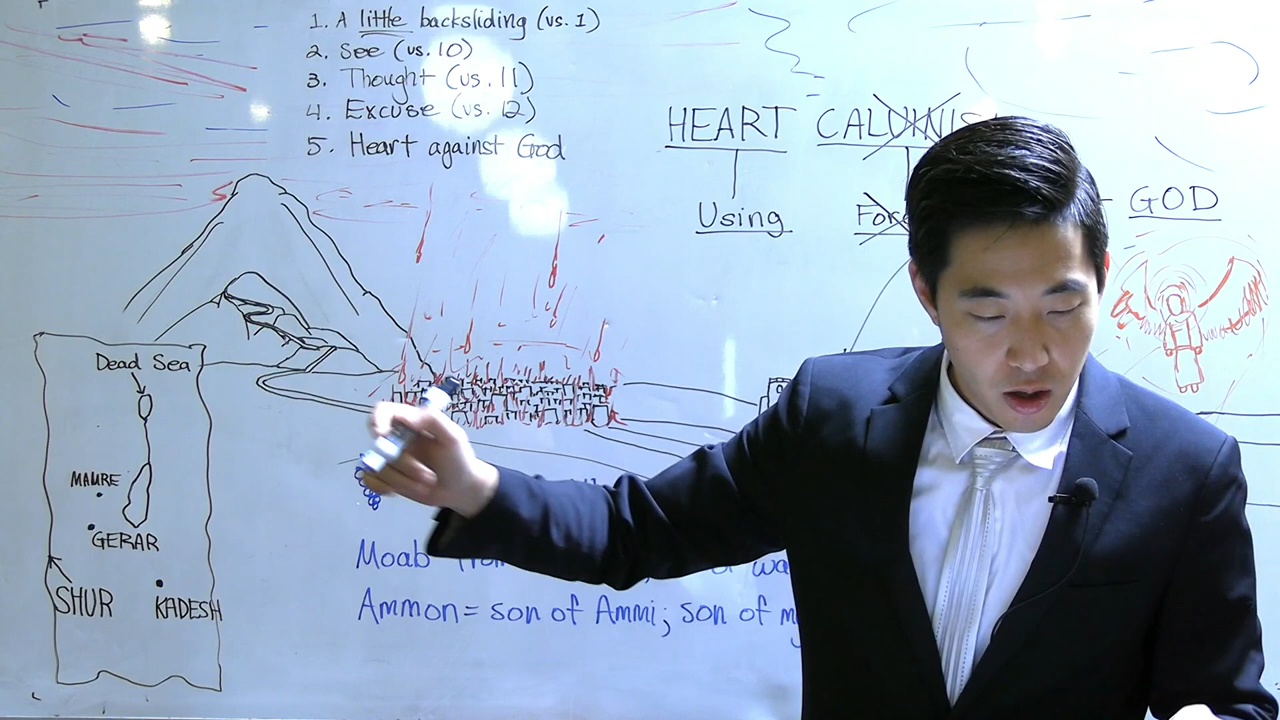 1. A little backsliding (vs. 1)
2. See (vs. 10)
3. Thought (vs. 11)
4. Excuse (vs. 12)
5. Heart against God
HEART
Using
GOD
Dead Sea
MAMRE
GERAR
SHUR
KADESH
Moab
Ammon = son of Ammi; son of